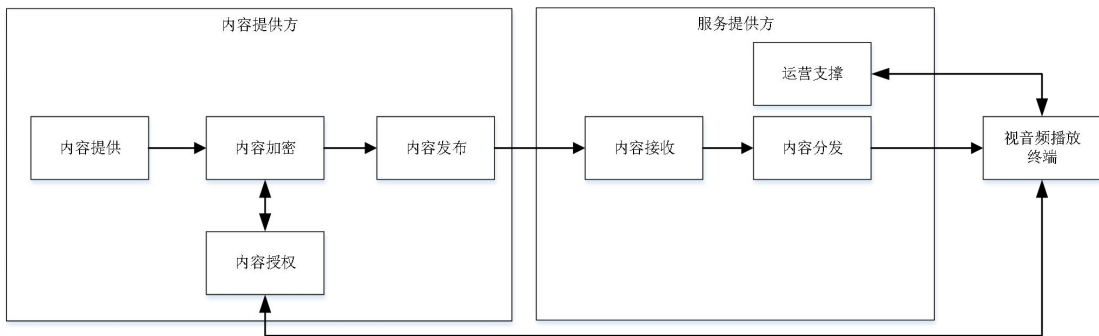 内容提供方
服务提供方
运营支撑
内容提供
内容加密
内容发布
内容接收
内容分发
视音频播放
终端
内容授权